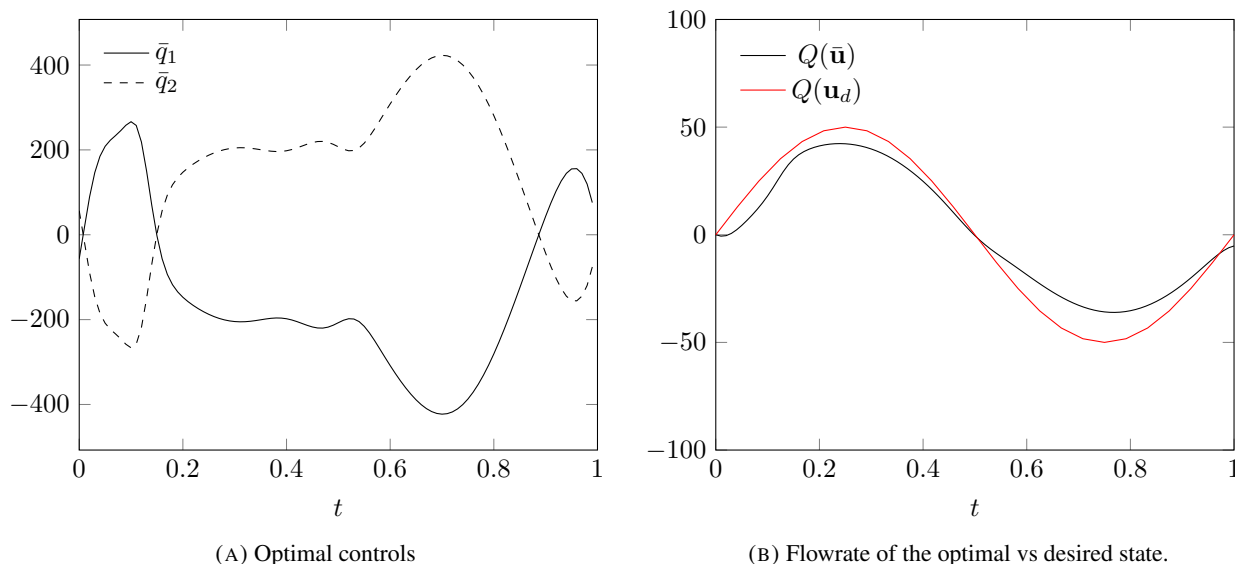 q̄₁
q̄₂
400
200
0
−200
−400
0 0.2 0.4 0.6 0.8 1
t
(A) Optimal controls
Q(ū)
Q(u_d)
100
50
0
−50
−100
0 0.2 0.4 0.6 0.8 1
t
(B) Flowrate of the optimal vs desired state.